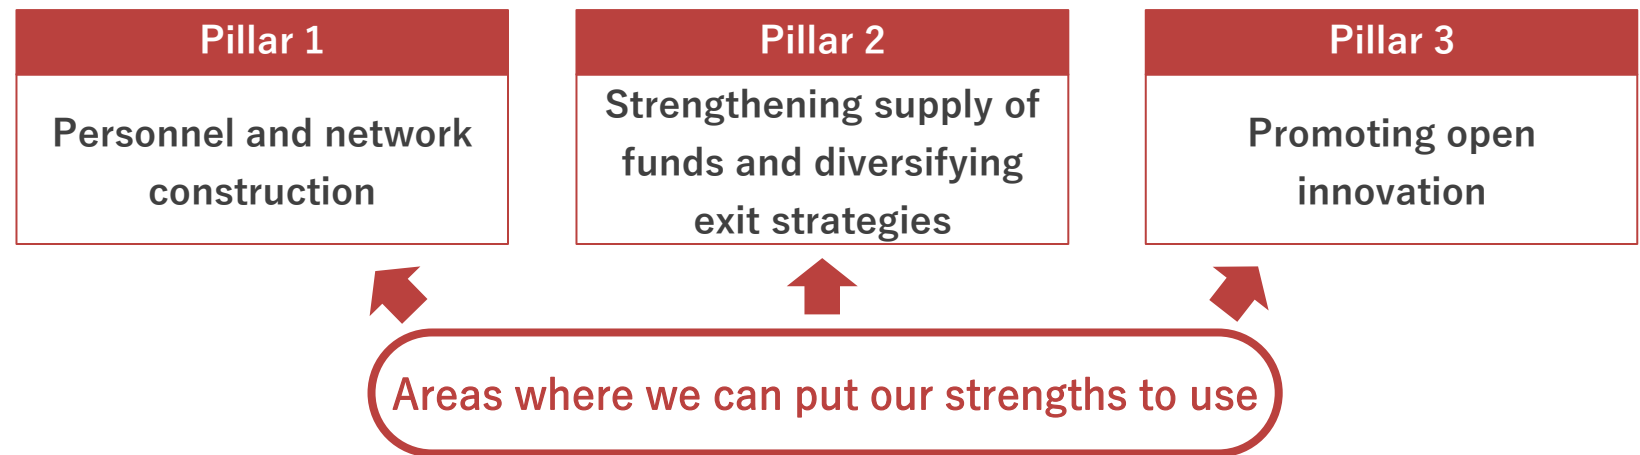 Pillar 1
Personnel and network
construction
Pillar 2
Strengthening supply of
funds and diversifying
exit strategies
Pillar 3
Promoting open
innovation
Areas where we can put our strengths to use